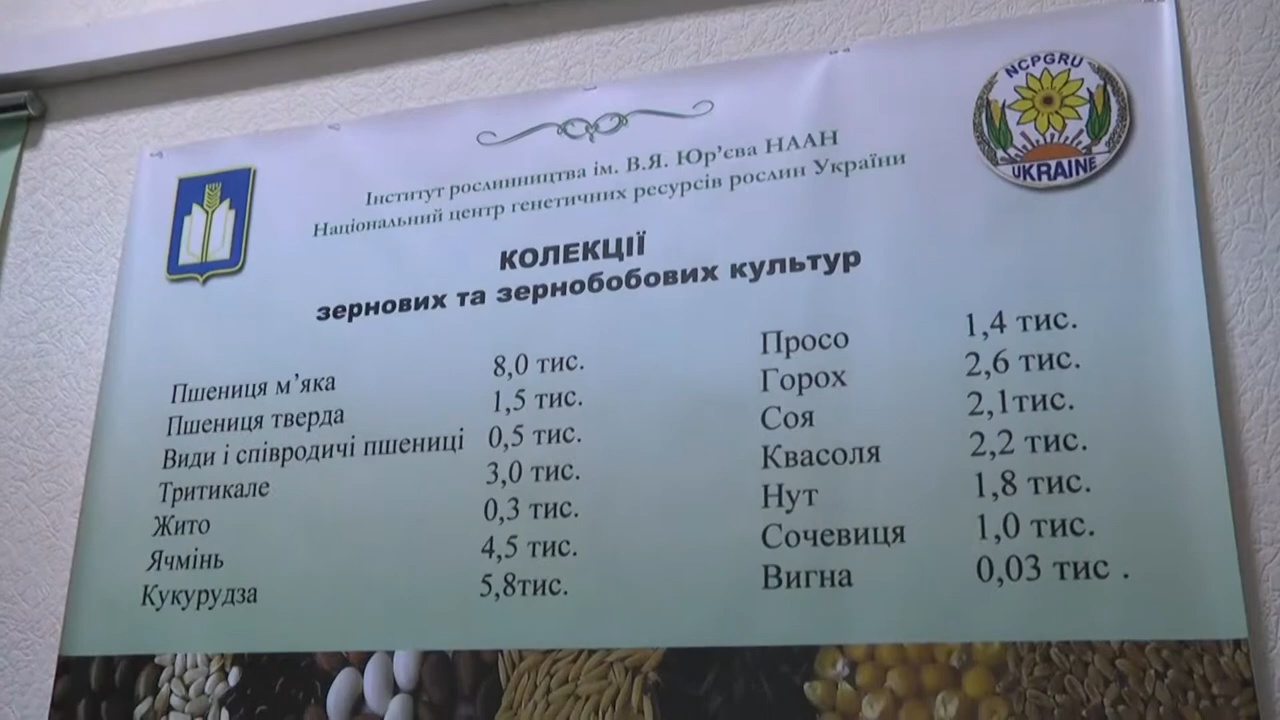 NCPGRU
UKRAINE
Інститут рослинництва ім. В.Я. Юр’єва НААН
Національний центр генетичних ресурсів рослин України
КОЛЕКЦІЇ
зернових та зернобобових культур
Пшениця м’яка 8,0 тис.
Пшениця тверда 1,5 тис.
Види і співродичі пшениці 0,5 тис.
Тритикале 3,0 тис.
Жито 0,3 тис.
Ячмінь 4,5 тис.
Кукурудза 5,8тис.
Просо 1,4 тис.
Горох 2,6 тис.
Соя 2,1тис.
Квасоля 2,2 тис.
Нут 1,8 тис.
Сочевиця 1,0 тис.
Вигна 0,03 тис .